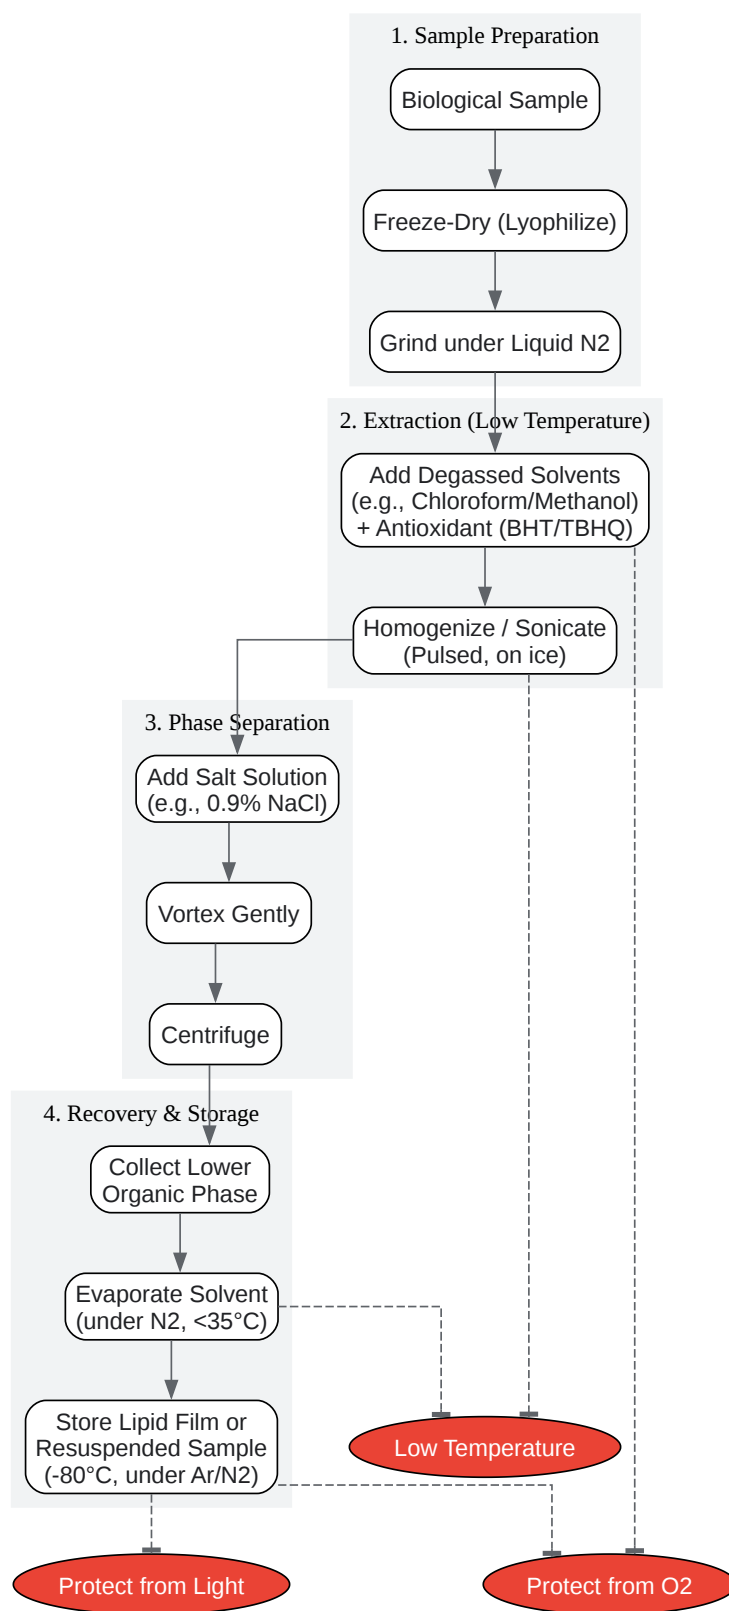 1. Sample Preparation
Biological Sample
Freeze-Dry (Lyophilize)
Grind under Liquid N2
2. Extraction (Low Temperature)
Add Degassed Solvents
(e.g., Chloroform/Methanol)
+ Antioxidant (BHT/TBHQ)
Homogenize / Sonicate
(Pulsed, on ice)
3. Phase Separation
Add Salt Solution
(e.g., 0.9% NaCl)
Vortex Gently
Centrifuge
4. Recovery & Storage
Collect Lower
Organic Phase
Evaporate Solvent
(under N2, <35°C)
Store Lipid Film or
Resuspended Sample
(-80°C, under Ar/N2)
Low Temperature
Protect from Light
Protect from O2